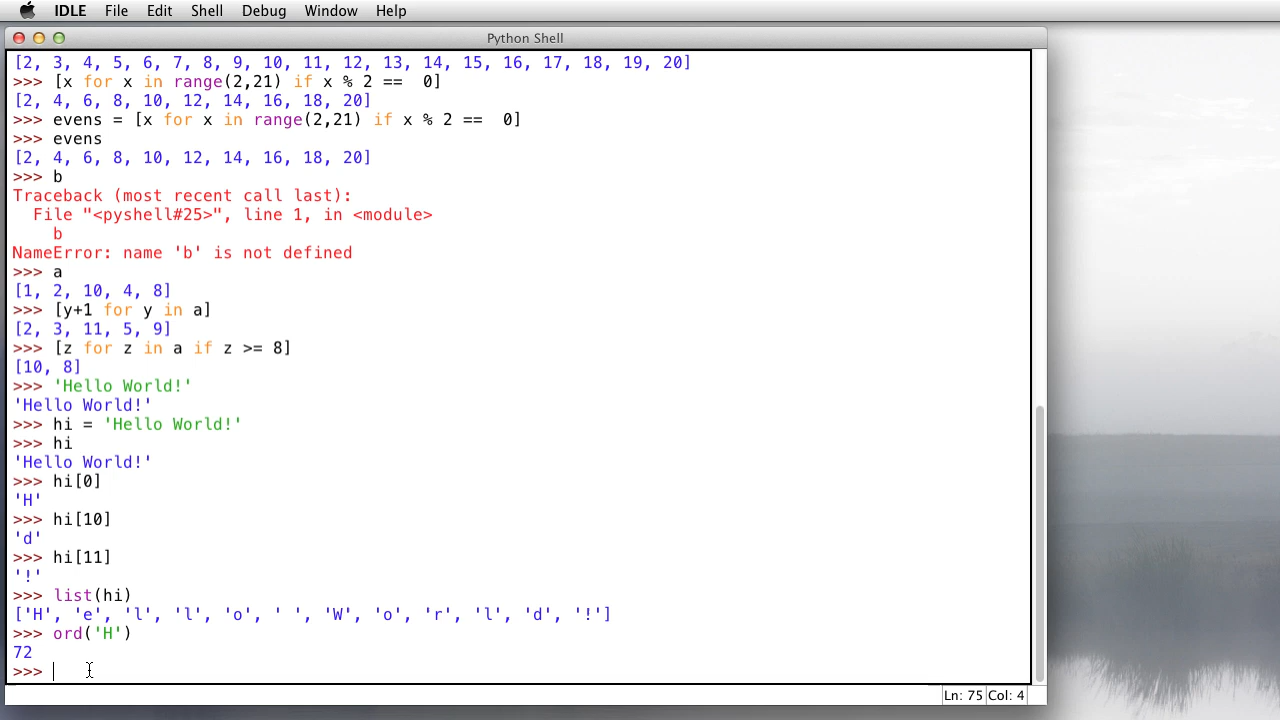 IDLE File Edit Shell Debug Window Help
Python Shell
[2, 3, 4, 5, 6, 7, 8, 9, 10, 11, 12, 13, 14, 15, 16, 17, 18, 19, 20]
>>> [x for x in range(2,21) if x % 2 ==  0]
[2, 4, 6, 8, 10, 12, 14, 16, 18, 20]
>>> evens = [x for x in range(2,21) if x % 2 ==  0]
>>> evens
[2, 4, 6, 8, 10, 12, 14, 16, 18, 20]
>>> b
Traceback (most recent call last):
  File "<pyshell#25>", line 1, in <module>
    b
NameError: name 'b' is not defined
>>> a
[1, 2, 10, 4, 8]
>>> [y+1 for y in a]
[2, 3, 11, 5, 9]
>>> [z for z in a if z >= 8]
[10, 8]
>>> 'Hello World!'
'Hello World!'
>>> hi = 'Hello World!'
>>> hi
'Hello World!'
>>> hi[0]
'H'
>>> hi[10]
'd'
>>> hi[11]
'!'
>>> list(hi)
['H', 'e', 'l', 'l', 'o', ' ', 'W', 'o', 'r', 'l', 'd', '!']
>>> ord('H')
72
>>>
Ln: 75 Col: 4